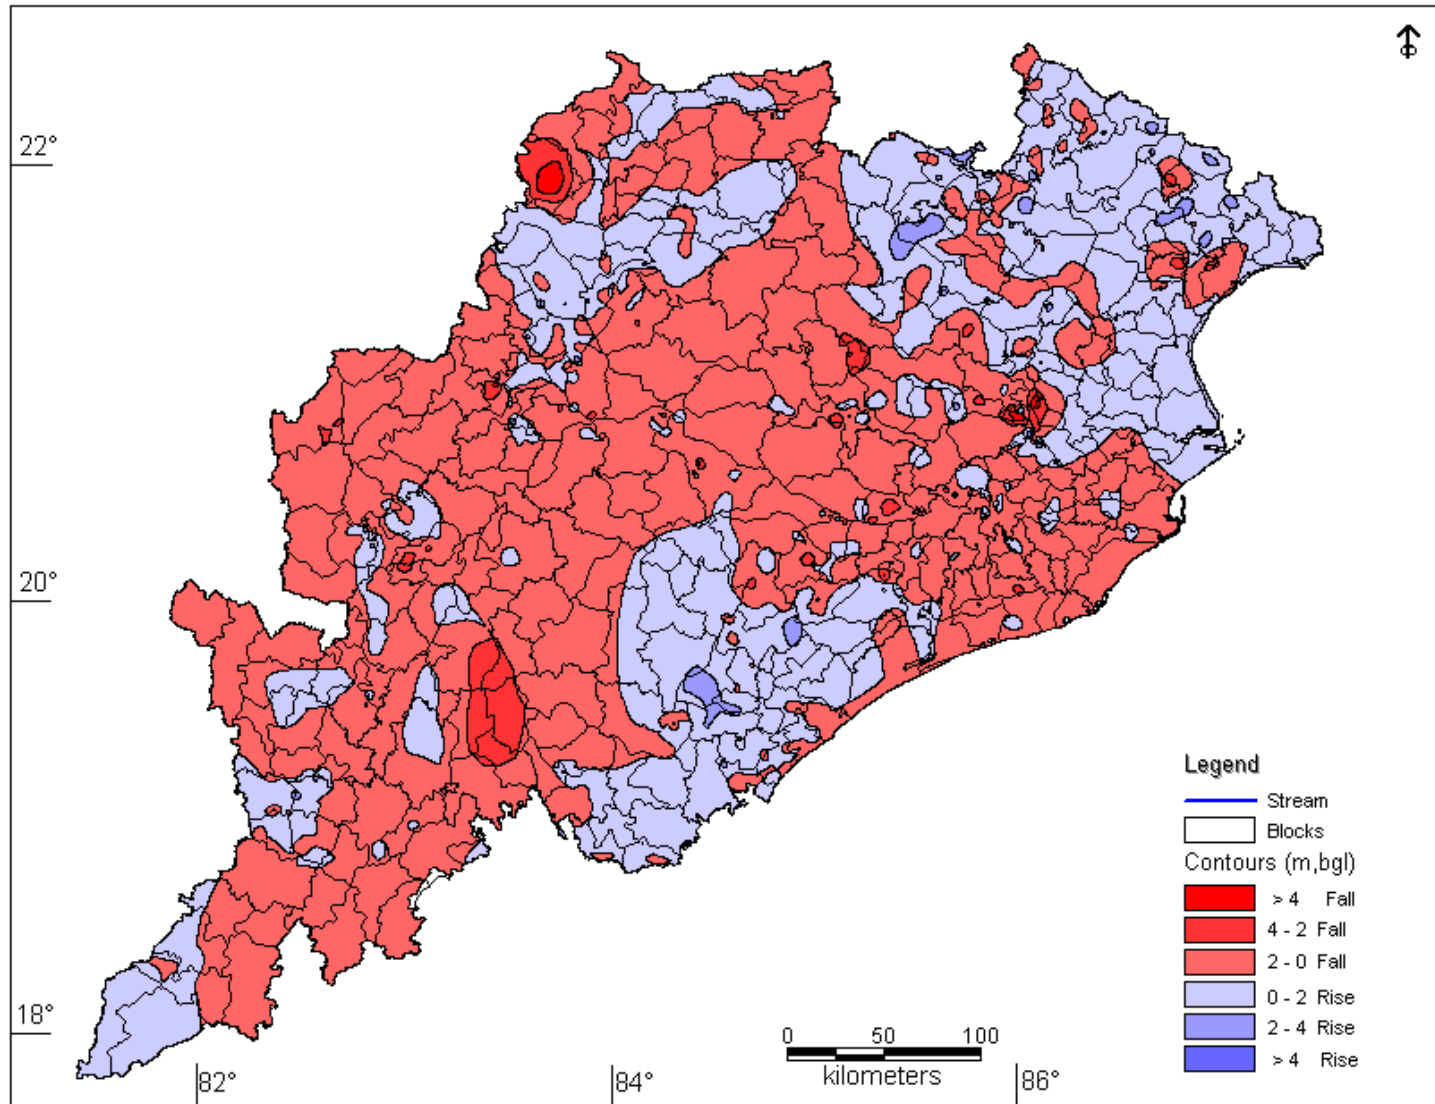 22°
20°
18°
82°
84°
86°
0 50 100
kilometers
Legend
Stream
Blocks
Contours (m,bgl)
> 4 Fall
4 - 2 Fall
2 - 0 Fall
0 - 2 Rise
2 - 4 Rise
> 4 Rise